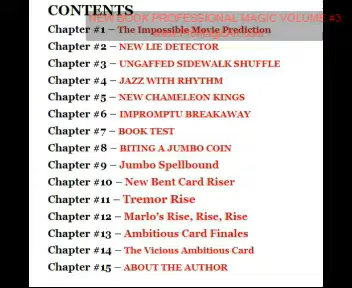 CONTENTS
NEW BOOK PROFESSIONAL MAGIC VOLUME #3
Chapter #1 – The Impossible Movie Prediction
Chapter #2 – NEW LIE DETECTOR
Chapter #3 – UNGAFFED SIDEWALK SHUFFLE
Chapter #4 – JAZZ WITH RHYTHM
Chapter #5 – NEW CHAMELEON KINGS
Chapter #6 – IMPROMPTU BREAKAWAY
Chapter #7 – BOOK TEST
Chapter #8 – BITING A JUMBO COIN
Chapter #9 – Jumbo Spellbound
Chapter #10 – New Bent Card Riser
Chapter #11 – Tremor Rise
Chapter #12 – Marlo's Rise, Rise, Rise
Chapter #13 – Ambitious Card Finales
Chapter #14 – The Vicious Ambitious Card
Chapter #15 – ABOUT THE AUTHOR